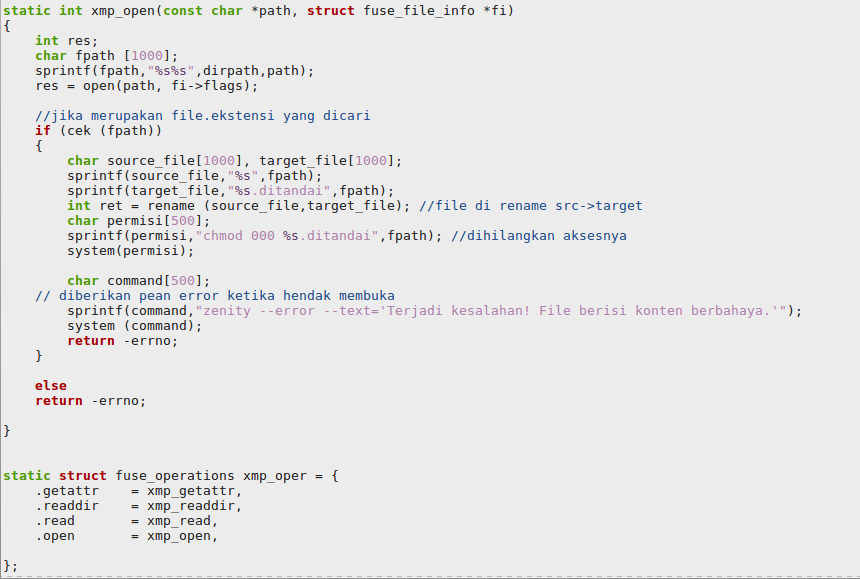 static int xmp_open(const char *path, struct fuse_file_info *fi)
{
    int res;
    char fpath [1000];
    sprintf(fpath,"%s%s",dirpath,path);
    res = open(path, fi->flags);

    //jika merupakan file.ekstensi yang dicari
    if (cek (fpath))
    {
        char source_file[1000], target_file[1000];
        sprintf(source_file,"%s",fpath);
        sprintf(target_file,"%s.ditandai",fpath);
        int ret = rename (source_file,target_file); //file di rename src->target
        char permisi[500];
        sprintf(permisi,"chmod 000 %s.ditandai",fpath); //dihilangkan aksesnya
        system(permisi);

        char command[500];
    // diberikan pean error ketika hendak membuka
        sprintf(command,"zenity --error --text='Terjadi kesalahan! File berisi konten berbahaya.'");
        system (command);
        return -errno;
    }

    else
    return -errno;

}


static struct fuse_operations xmp_oper = {
    .getattr    = xmp_getattr,
    .readdir    = xmp_readdir,
    .read       = xmp_read,
    .open       = xmp_open,

};